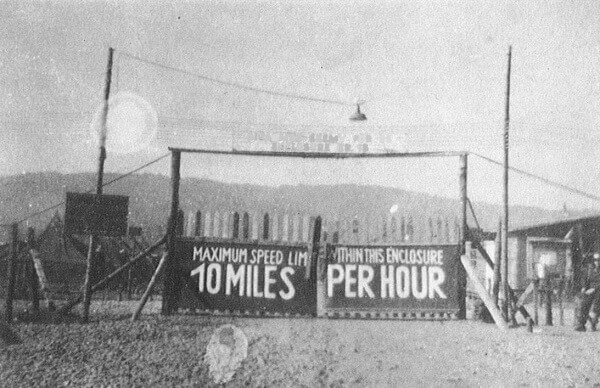 MAXIMUM SPEED LIM WITHIN THIS ENCLOSURE
10 MILES PER HOUR